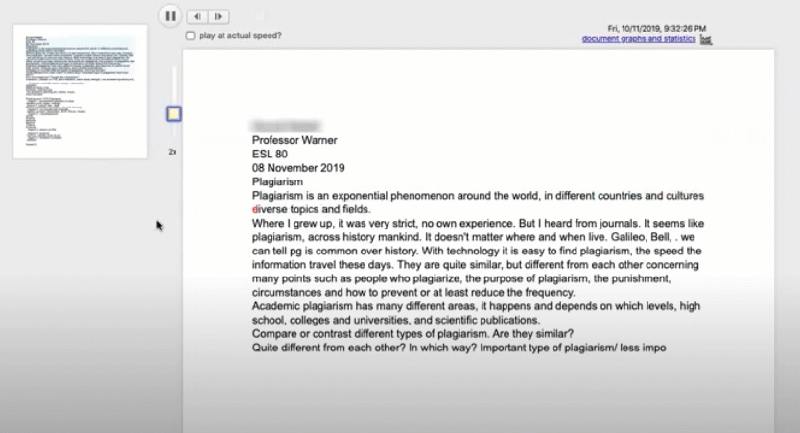 play at actual speed?
Fri, 10/11/2019, 9:32:26 PM
document graphs and statistics
2x
Professor Warner
ESL 80
08 November 2019
Plagiarism
Plagiarism is an exponential phenomenon around the world, in different countries and cultures
diverse topics and fields.
Where I grew up, it was very strict, no own experience. But I heard from journals. It seems like
plagiarism, across history mankind. It doesn't matter where and when live. Galileo, Bell, . we
can tell pg is common over history. With technology it is easy to find plagiarism, the speed the
information travel these days. They are quite similar, but different from each other concerning
many points such as people who plagiarize, the purpose of plagiarism, the punishment,
circumstances and how to prevent or at least reduce the frequency.
Academic plagiarism has many different areas, it happens and depends on which levels, high
school, colleges and universities, and scientific publications.
Compare or contrast different types of plagiarism. Are they similar?
Quite different from each other? In which way? Important type of plagiarism/ less impo